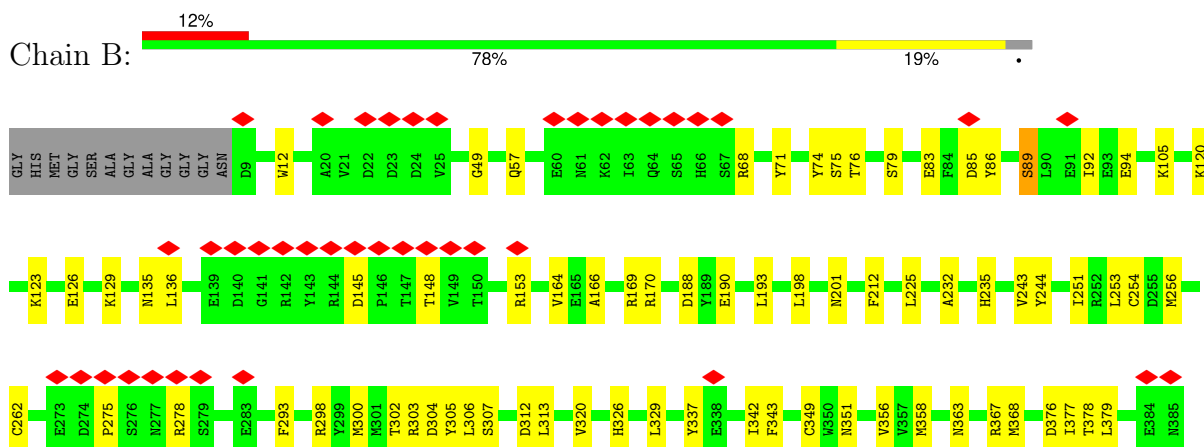 12%
Chain B:
78% 19% •
GLY HIS MET GLY SER ALA GLY ALA GLY GLY GLY ASN D9 W12 A20 V21 D22 D23 D24 V25 G49 Q57 E60 N61 K62 I63 Q64 S65 H66 S67 R68 Y71 Y74 S75 T76 S79 E83 F84 D85 Y86 S89 L90 E91 I92 E93 E94 K105 K120
K123 E126 K129 N135 L136 E139 D140 G141 R142 Y143 R144 D145 P146 T147 T148 V149 T150 R153 V164 E165 A166 R169 R170 D188 Y189 E190 L193 L198 N201 F212 L225 A232 H235 Y243 Y244 I251 R252 L253 C254 D255 M256
C262 E273 D274 P275 S276 N277 R278 S279 E283 F293 R298 Y299 M300 M301 T302 R303 D304 Y305 L306 S307 D312 L313 V320 H326 L329 Y337 E338 I342 F343 C349 W350 N351 V356 V357 M358 N363 R367 M368 D376 I377 T378 L379 E384 N385